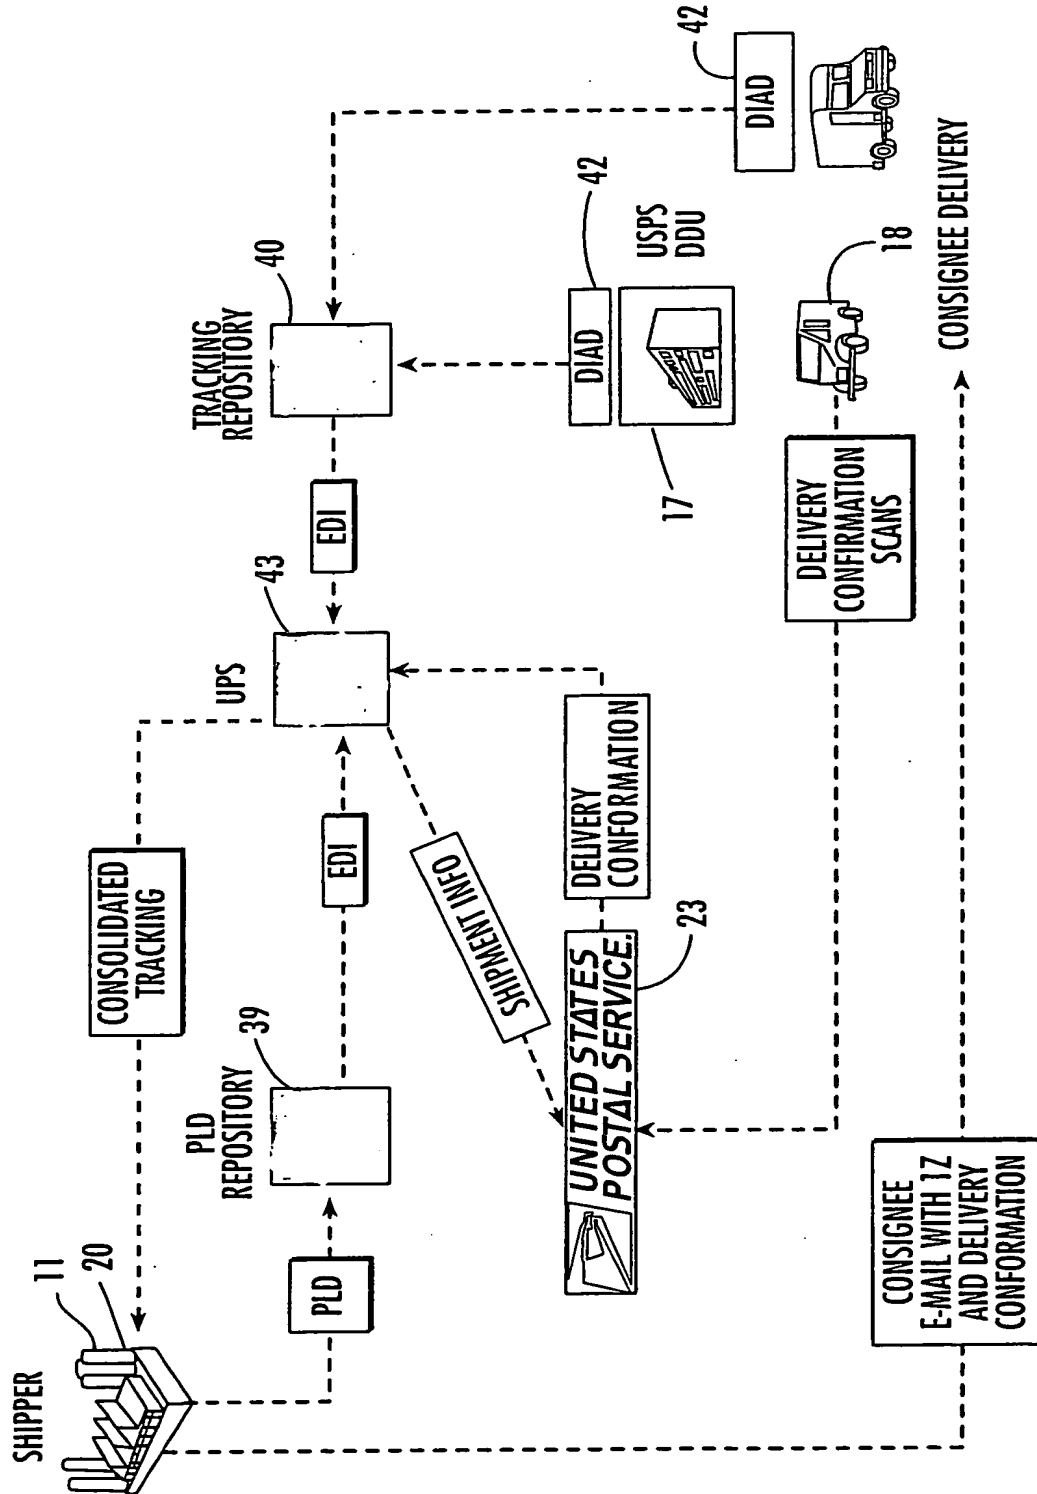 SHIPPER
11
20
CONSOLIDATED
TRACKING
PLD
PLD
REPOSITORY
39
EDI
UPS
43
EDI
TRACKING
REPOSITORY
40
SHIPMENT INFO
UNITED STATES
POSTAL SERVICE.
23
DELIVERY
CONFORMATION
DIAD
42
17
USPS
DDU
DIAD
42
DELIVERY
CONFIRMATION
SCANS
18
CONSIGNEE
E-MAIL WITH 1Z
AND DELIVERY
CONFORMATION
CONSIGNEE DELIVERY